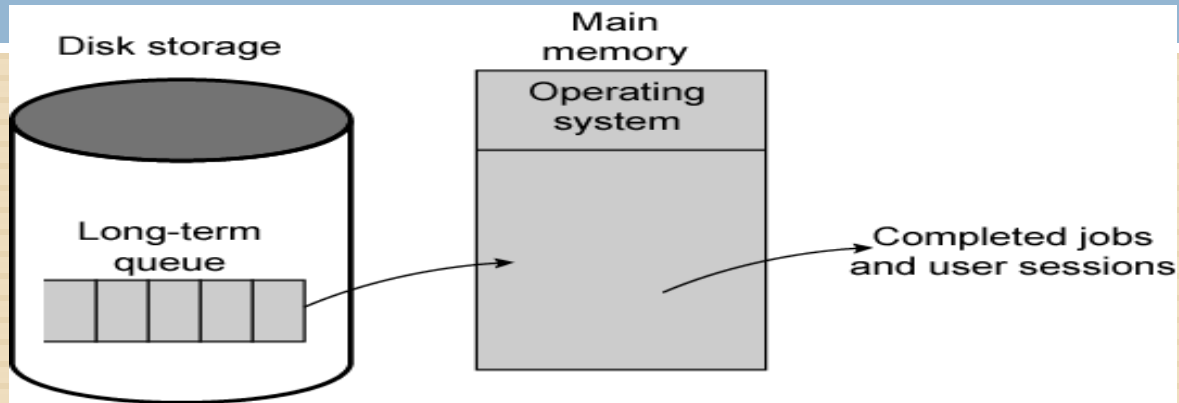 Disk storage
Main
memory
Operating
system
Long-term
queue
Completed jobs
and user sessions